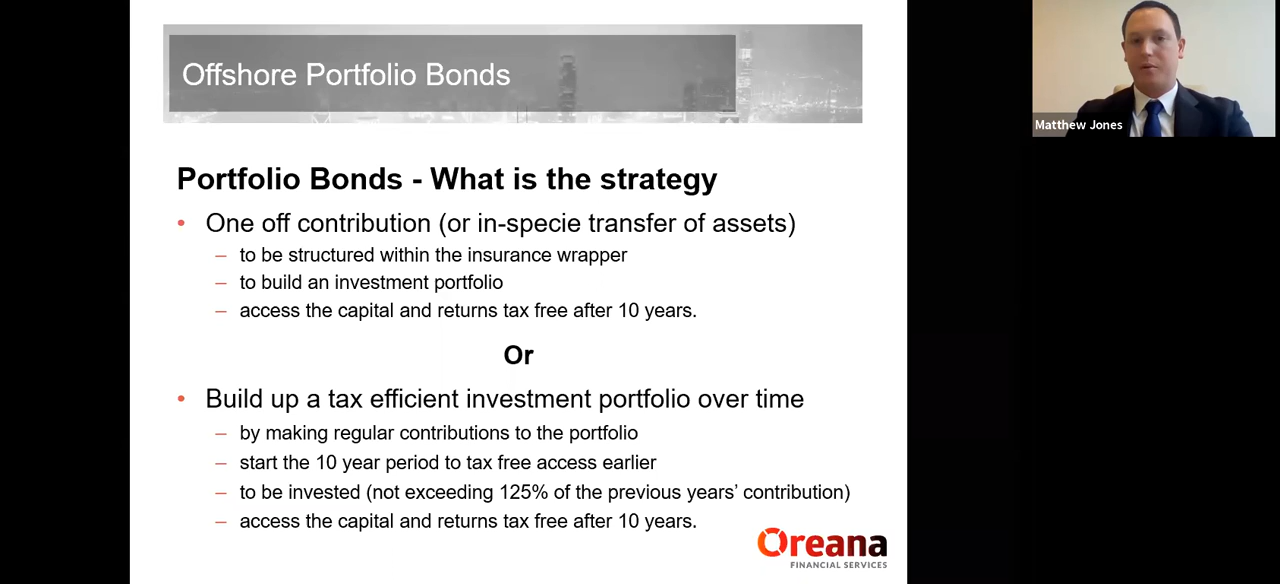 Offshore Portfolio Bonds
Matthew Jones
Portfolio Bonds - What is the strategy
• One off contribution (or in-specie transfer of assets)
– to be structured within the insurance wrapper
– to build an investment portfolio
– access the capital and returns tax free after 10 years.
Or
• Build up a tax efficient investment portfolio over time
– by making regular contributions to the portfolio
– start the 10 year period to tax free access earlier
– to be invested (not exceeding 125% of the previous years’ contribution)
– access the capital and returns tax free after 10 years.
Oreana
FINANCIAL SERVICES